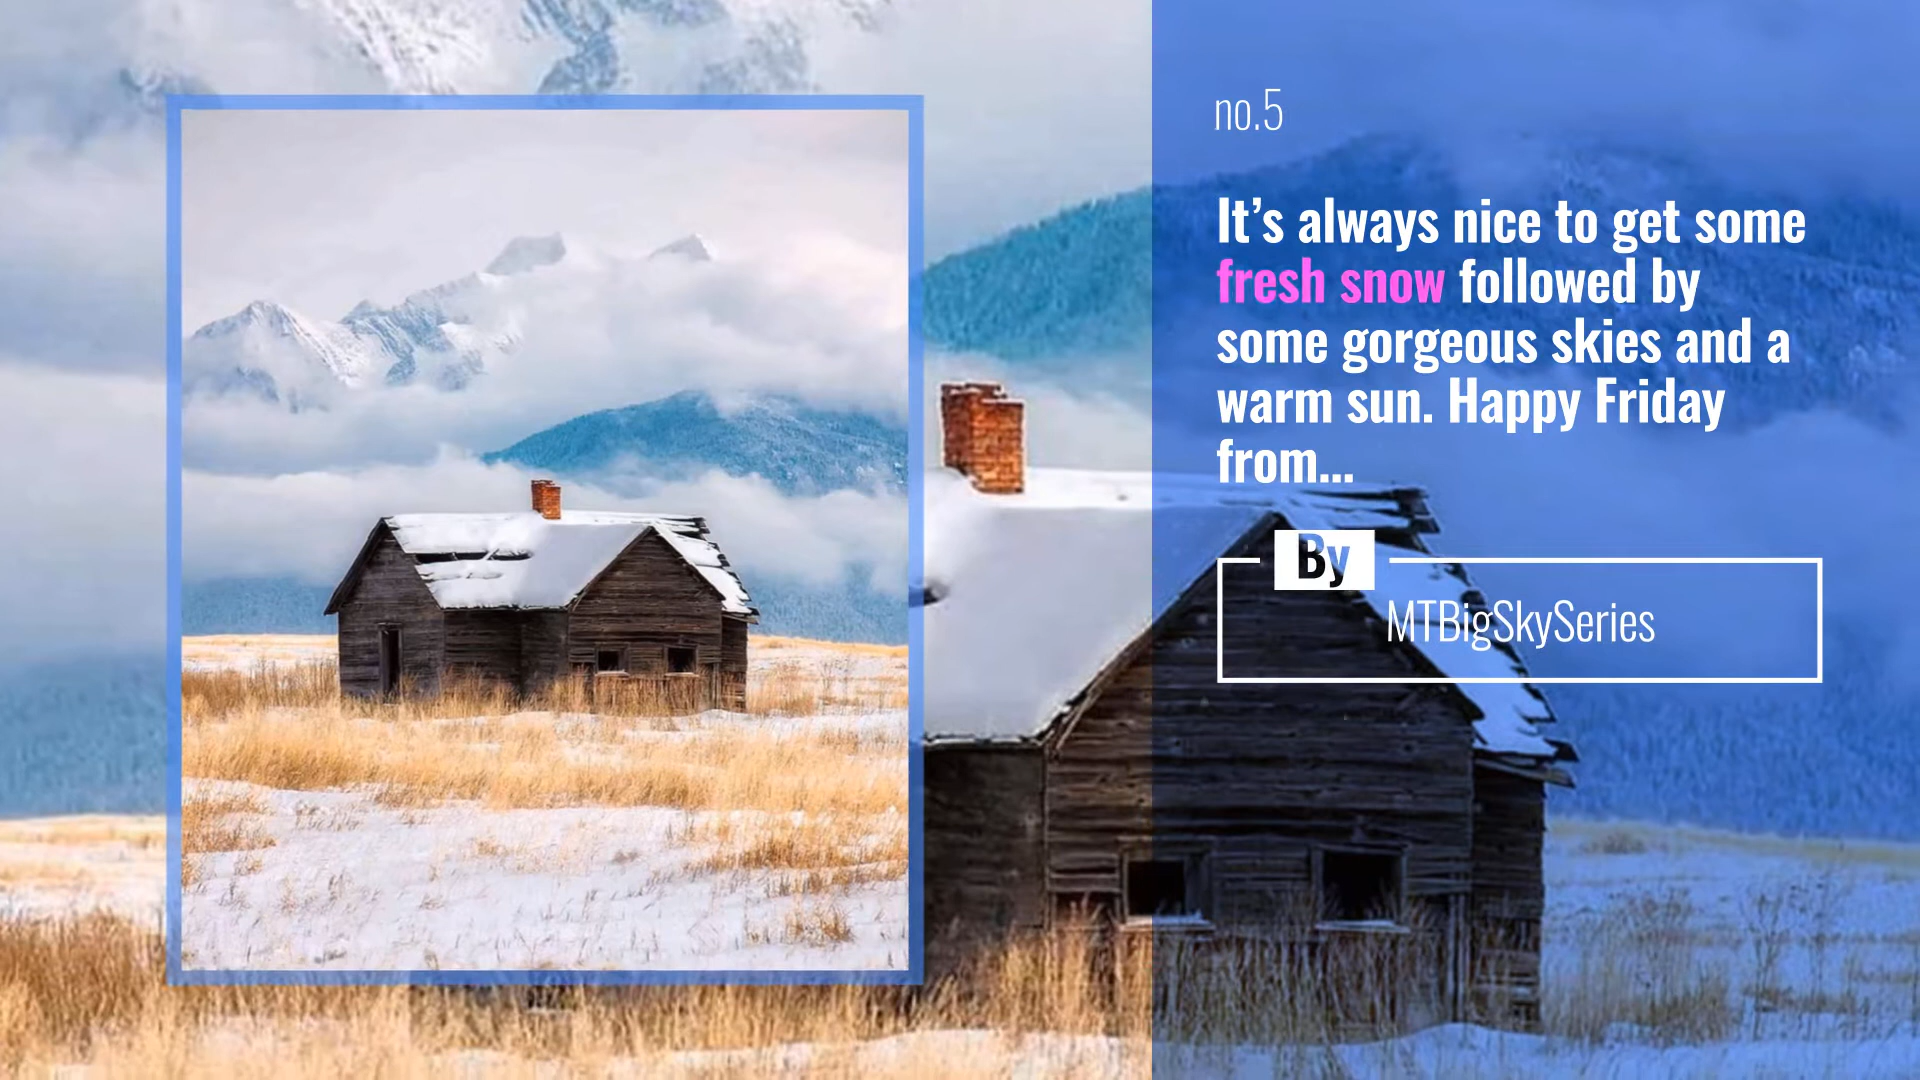 no.5
It’s always nice to get some
fresh snow followed by
some gorgeous skies and a
warm sun. Happy Friday
from...
By
MTBigSkySeries